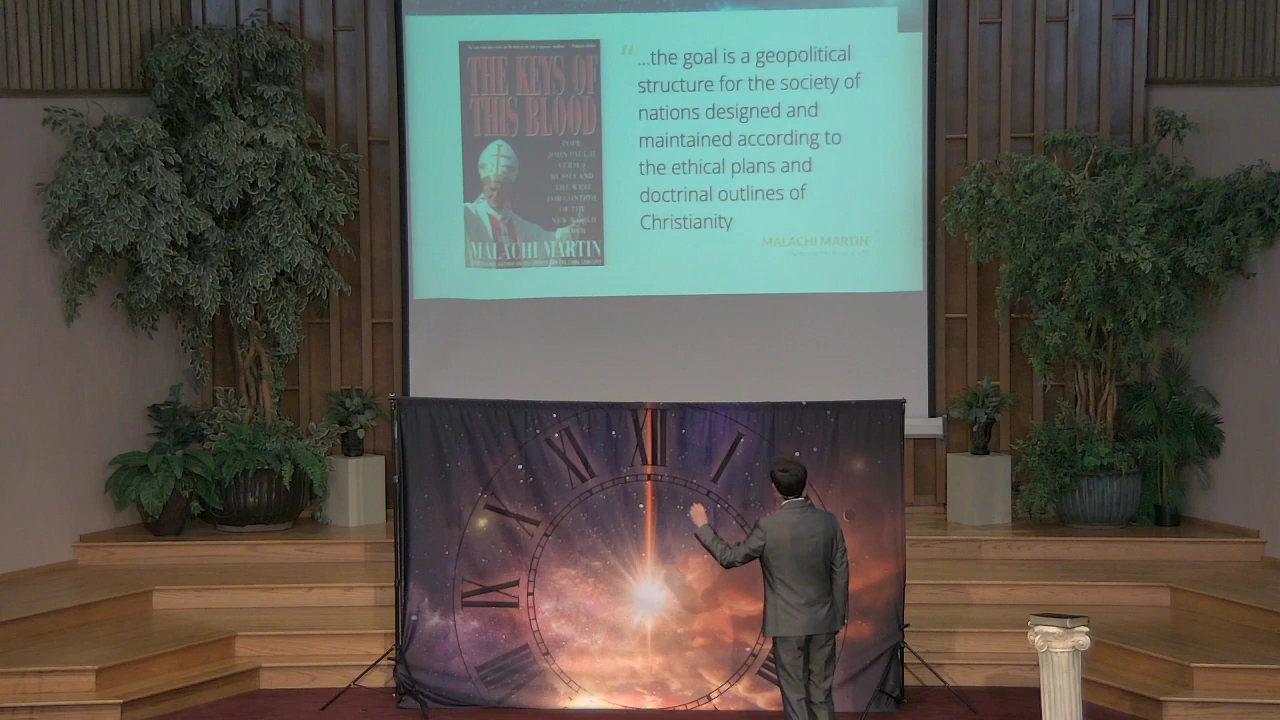 THE KEYS OF
THIS BLOOD
POPE
JOHN PAUL II
VERSUS
RUSSIA AND
THE WEST
FOR CONTROL
OF THE
NEW WORLD
ORDER
MALACHI MARTIN
“ ...the goal is a geopolitical
structure for the society of
nations designed and
maintained according to
the ethical plans and
doctrinal outlines of
Christianity
MALACHI MARTIN
XII
I
XI
X
IX